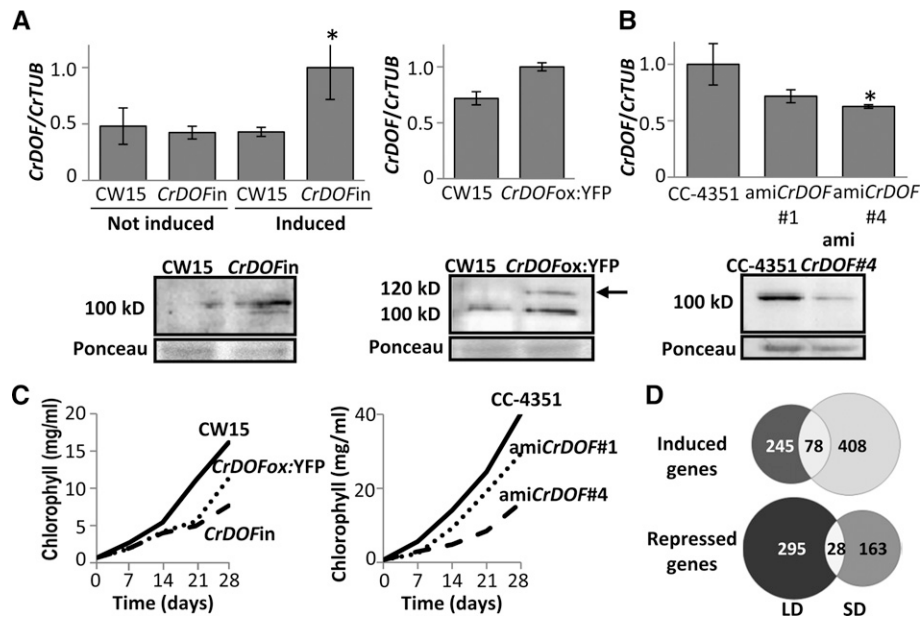 A
CrDOF/CrTUB
1.0
0.5
0
*
CW15 CrDOFin CW15 CrDOFin
Not induced Induced
CrDOF/CrTUB
1.0
0.5
0
CW15 CrDOFox:YFP
B
CrDOF/CrTUB
1.0
0.5
0
*
CC-4351 amiCrDOF amiCrDOF
#1 #4
CW15 CrDOFin
100 kD
Ponceau
CW15 CrDOFox:YFP
120 kD
100 kD
Ponceau
ami
CC-4351 CrDOF#4
100 kD
Ponceau
C
Chlorophyll (mg/ml)
20
15
10
5
0
CW15
CrDOFox:YFP
CrDOFin
0 7 14 21 28
Time (days)
Chlorophyll (mg/ml)
40
20
0
CC-4351
amiCrDOF#1
amiCrDOF#4
0 7 14 21 28
Time (days)
D
Induced
genes
245 78 408
Repressed
genes
295 28 163
LD SD